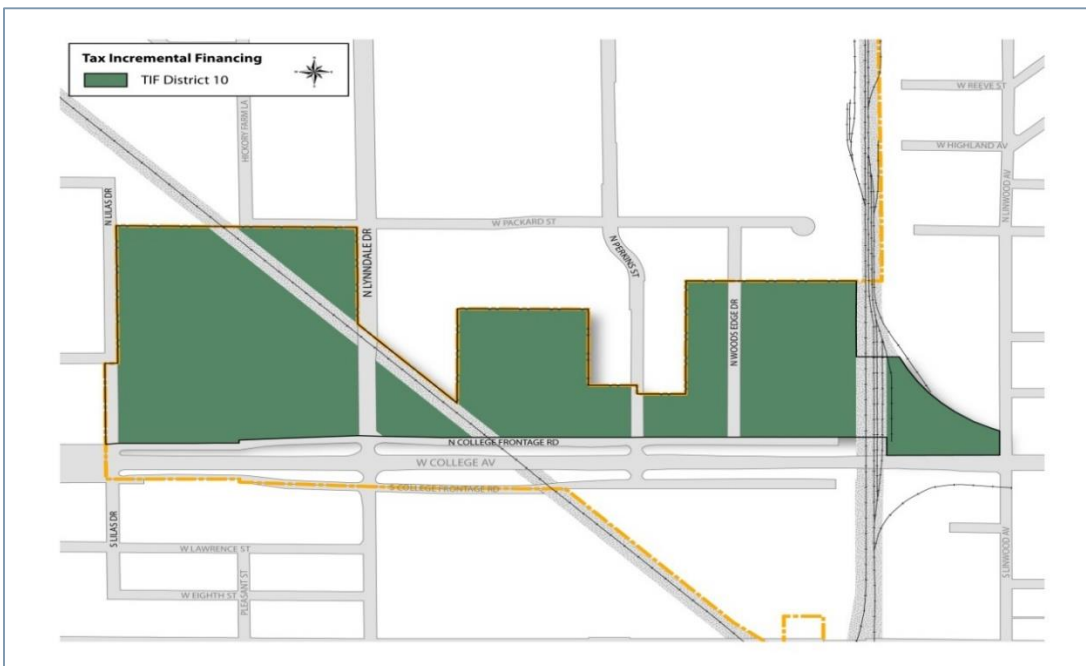 Tax Incremental Financing
TIF District 10
HICKORY FARM LA
W REEVE ST
W HIGHLAND AV
N LINWOOD AV
N LILAS DR
N LYNNDALE DR
W PACKARD ST
N PERKINS ST
N WOODS EDGE DR
N COLLEGE FRONTAGE RD
W COLLEGE AV
S COLLEGE FRONTAGE RD
S LILAS DR
W LAWRENCE ST
PLEASANT ST
W EIGHTH ST
S LINWOOD AV